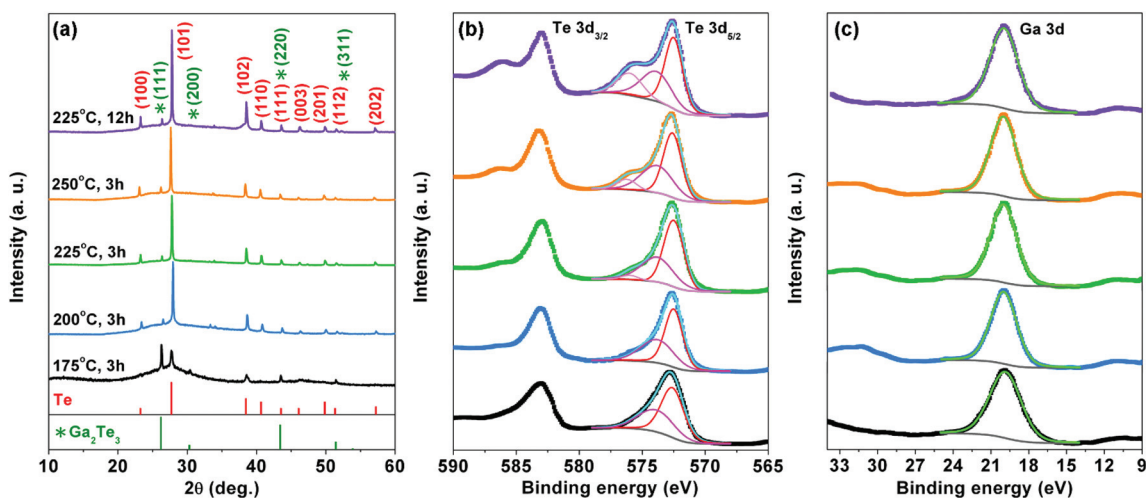 (a)
(100)
*(111)
*(200)
(101)
(102)
(110)
(111)
*(220)
(003)
(201)
(112)
*(311)
(202)
225°C, 12h
250°C, 3h
225°C, 3h
200°C, 3h
175°C, 3h
Te
*Ga₂Te₃
Intensity (a. u.)
10 20 30 40 50 60
2θ (deg.)
(b)
Te 3d₃/₂
Te 3d₅/₂
Intensity (a. u.)
590 585 580 575 570 565
Binding energy (eV)
(c)
Ga 3d
Intensity (a. u.)
33 30 27 24 21 18 15 12 9
Binding energy (eV)